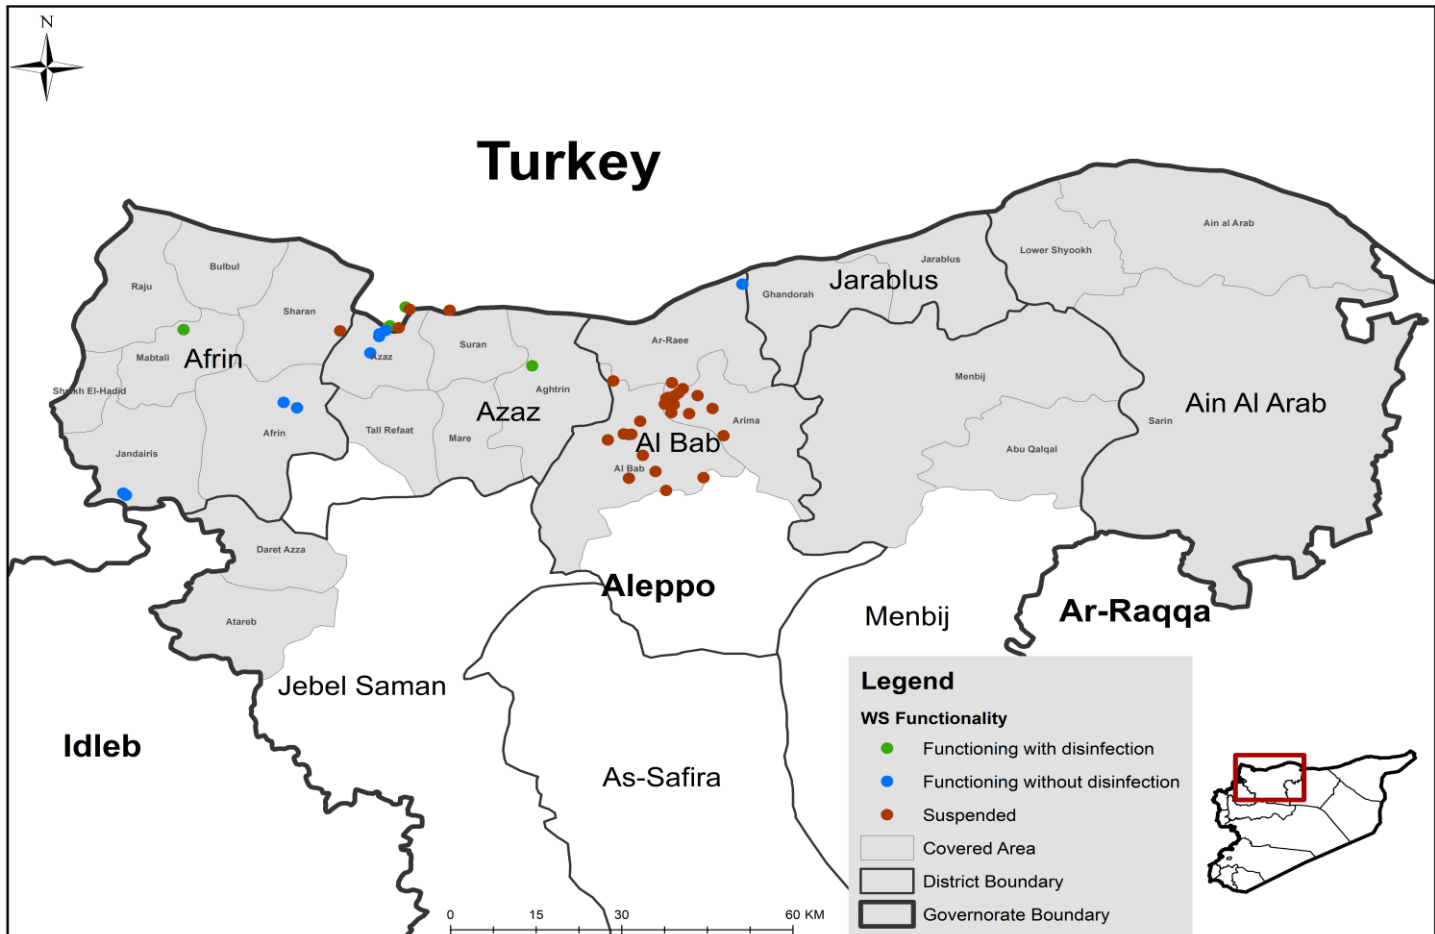 N
Turkey
Ain al Arab
Lower Shyookh
Jarablus
Bulbul
Jarablus
Raju
Ghandorah
Sharan
Ar-Raee
Suran
Mabtali
Afrin
Azaz
Menbij
Sheikh El-Hadid
Aghtrin
Azaz
Ain Al Arab
Arima
Sarin
Afrin
Tall Refaat
Mare
Al Bab
Abu Qalqal
Jandairis
Al Bab
Daret Azza
Aleppo
Ar-Raqqa
Menbij
Atareb
Jebel Saman
Idleb
As-Safira
Legend
WS Functionality
Functioning with disinfection
Functioning without disinfection
Suspended
Covered Area
District Boundary
Governorate Boundary
0 15 30 60 KM